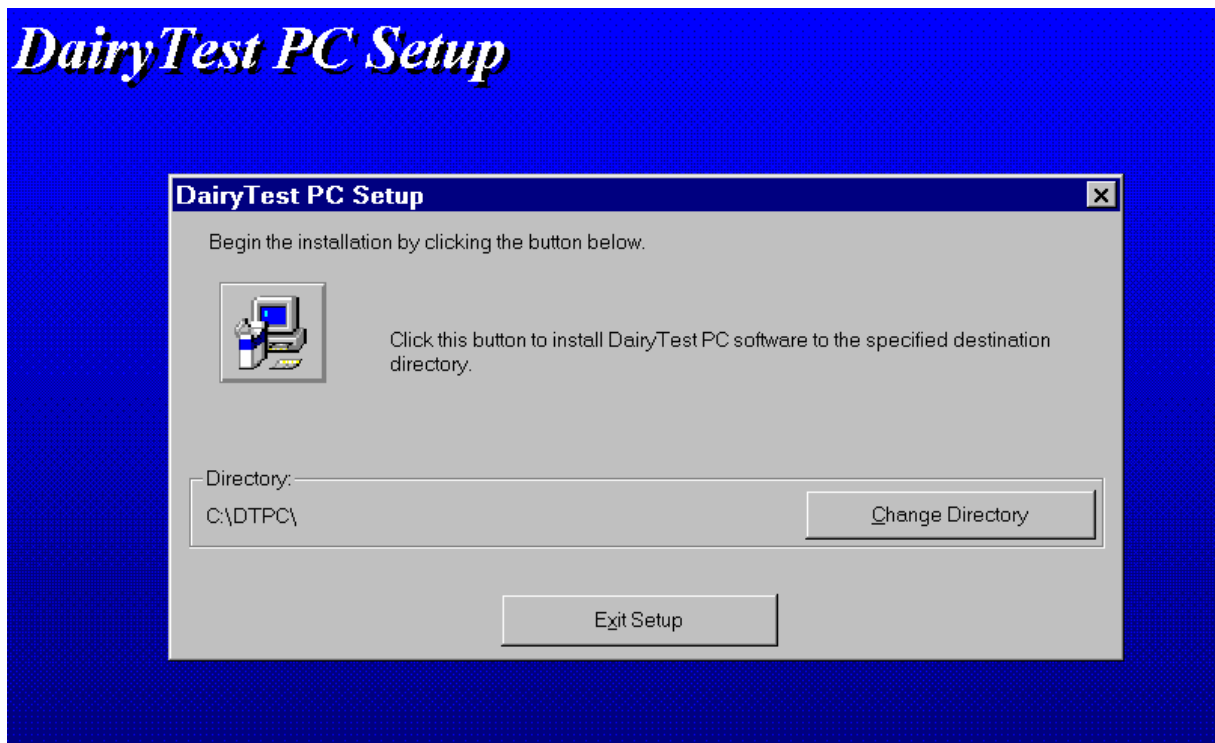 DairyTest PC Setup
DairyTest PC Setup
Begin the installation by clicking the button below.
Click this button to install DairyTest PC software to the specified destination
directory.
Directory:
C:\DTPC\
Change Directory
Exit Setup